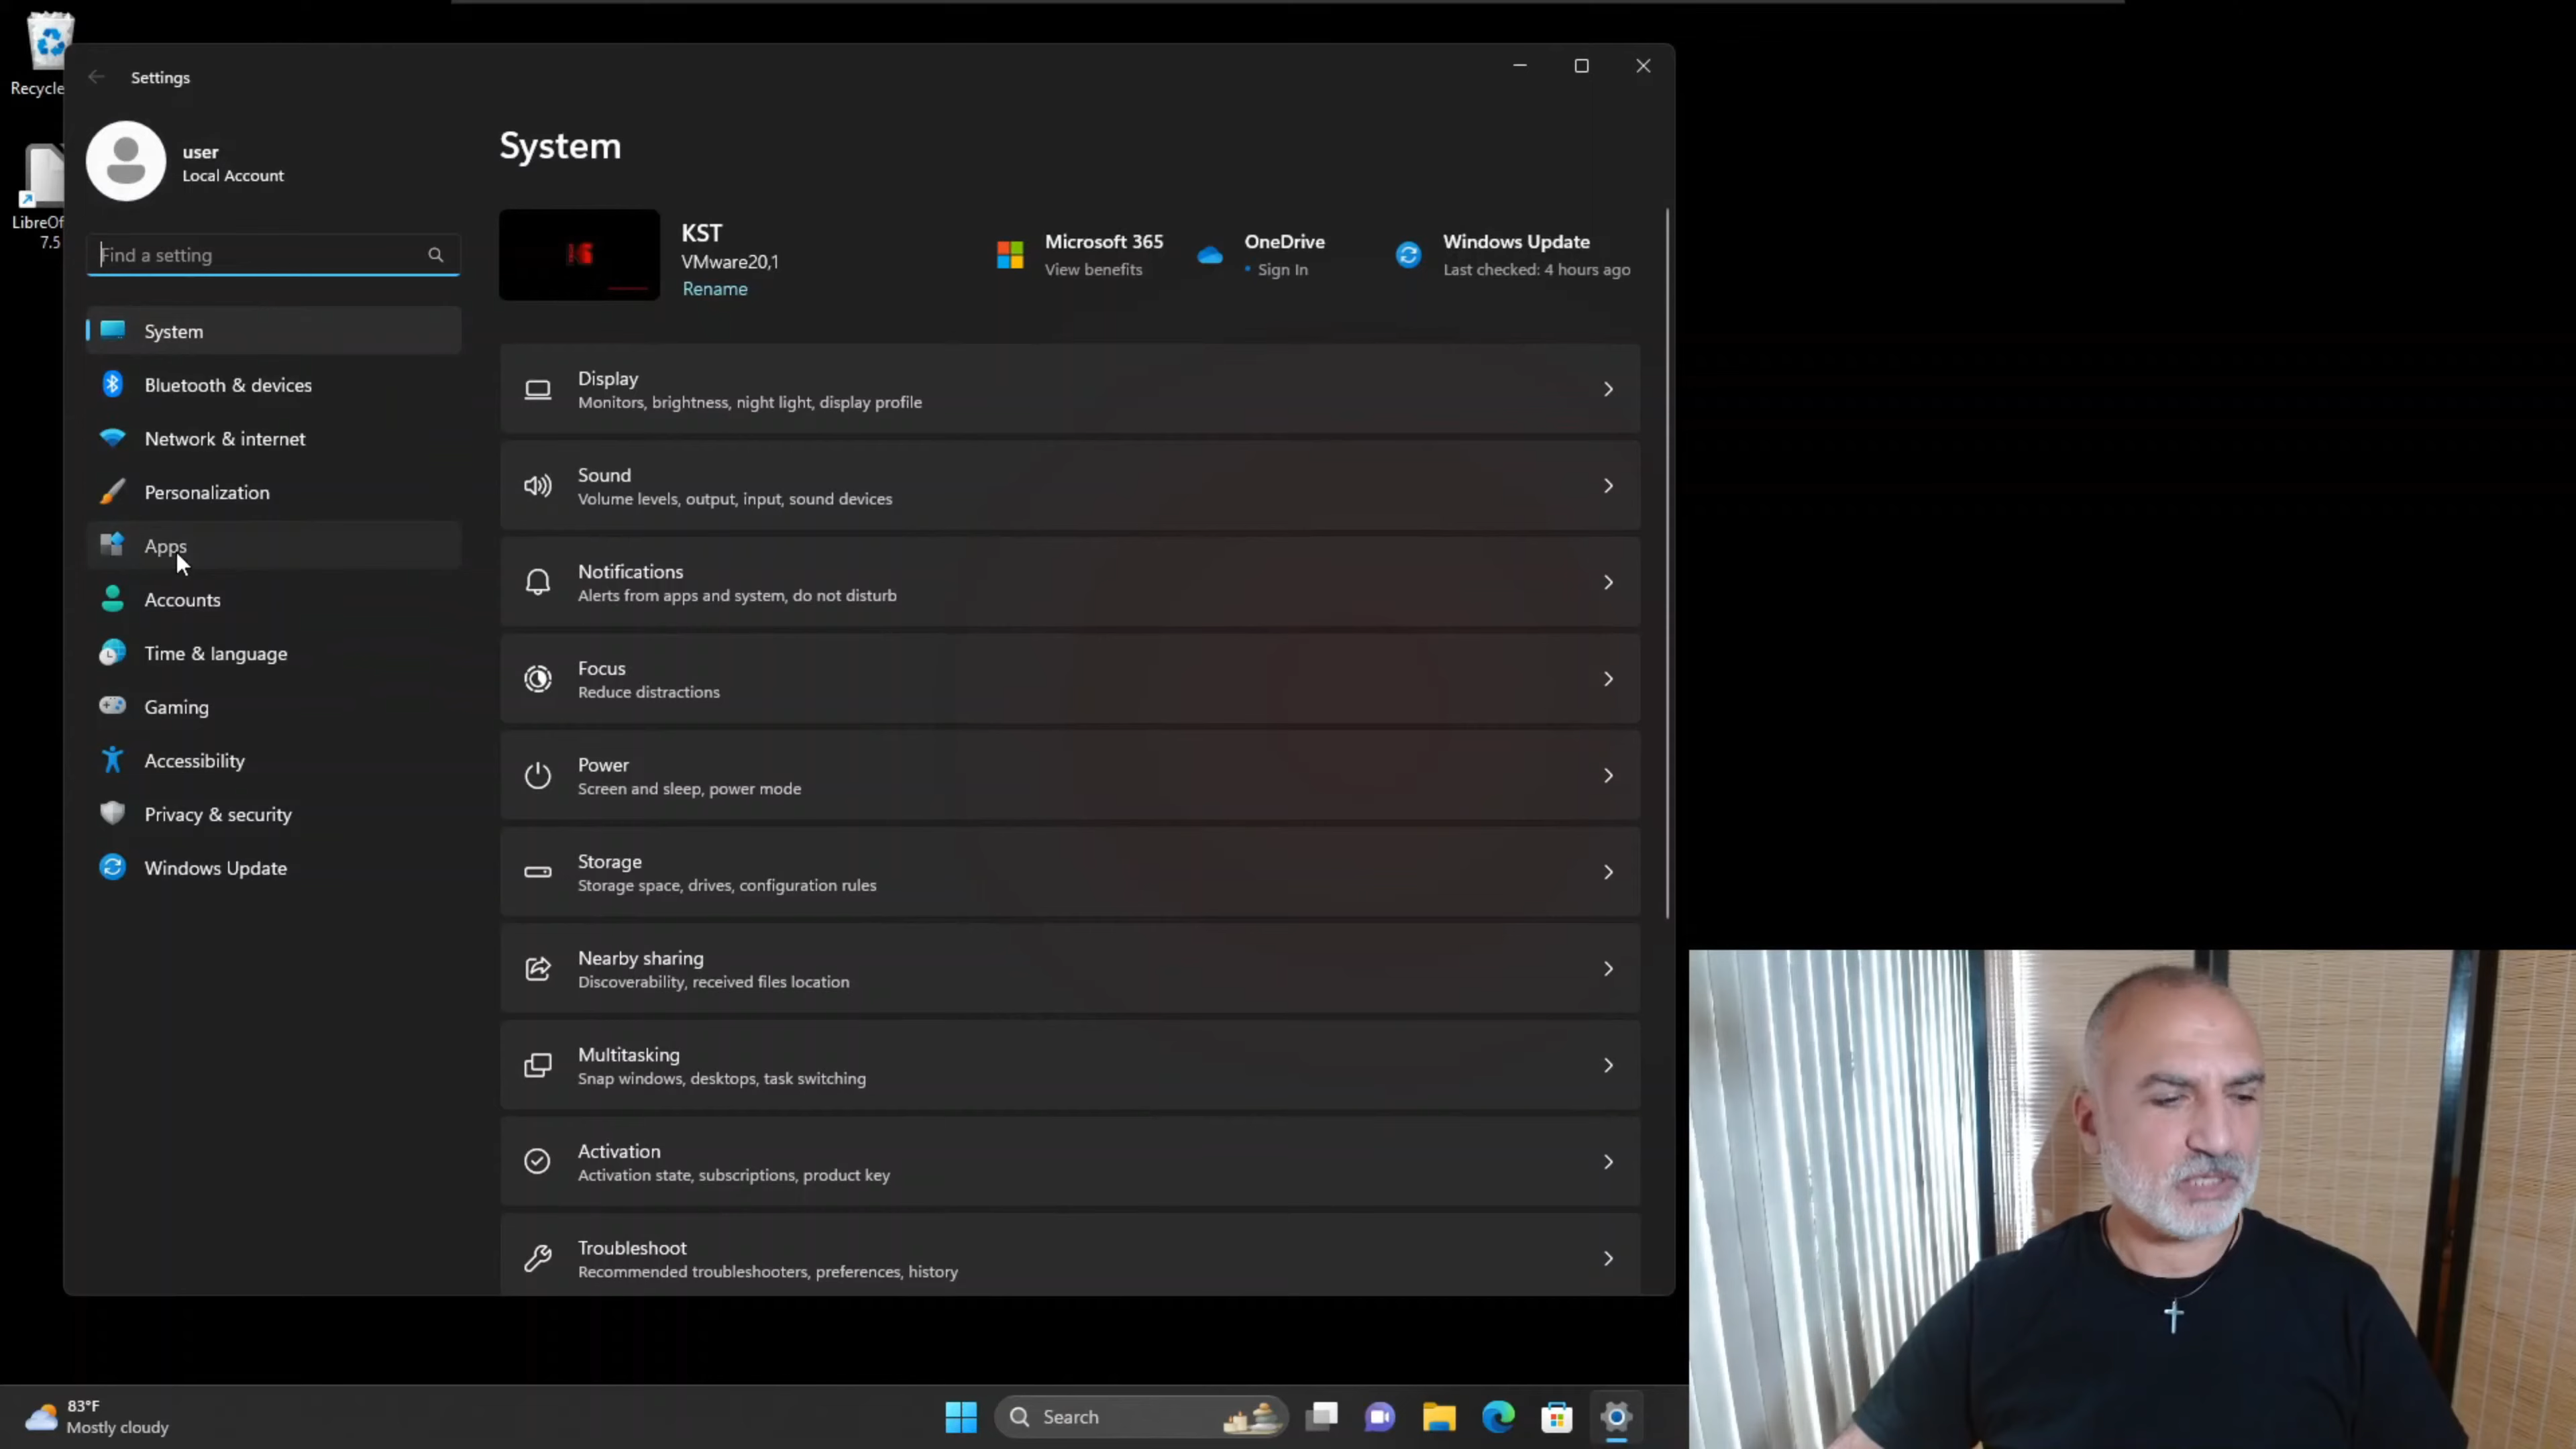 Recycle
LibreOf
7.5
Settings
user
Local Account
Find a setting
System
Bluetooth & devices
Network & internet
Personalization
Apps
Accounts
Time & language
Gaming
Accessibility
Privacy & security
Windows Update
System
KST
VMware20,1
Rename
Microsoft 365
View benefits
OneDrive
• Sign In
Windows Update
Last checked: 4 hours ago
Display
Monitors, brightness, night light, display profile
Sound
Volume levels, output, input, sound devices
Notifications
Alerts from apps and system, do not disturb
Focus
Reduce distractions
Power
Screen and sleep, power mode
Storage
Storage space, drives, configuration rules
Nearby sharing
Discoverability, received files location
Multitasking
Snap windows, desktops, task switching
Activation
Activation state, subscriptions, product key
Troubleshoot
Recommended troubleshooters, preferences, history
83°F
Mostly cloudy
Search